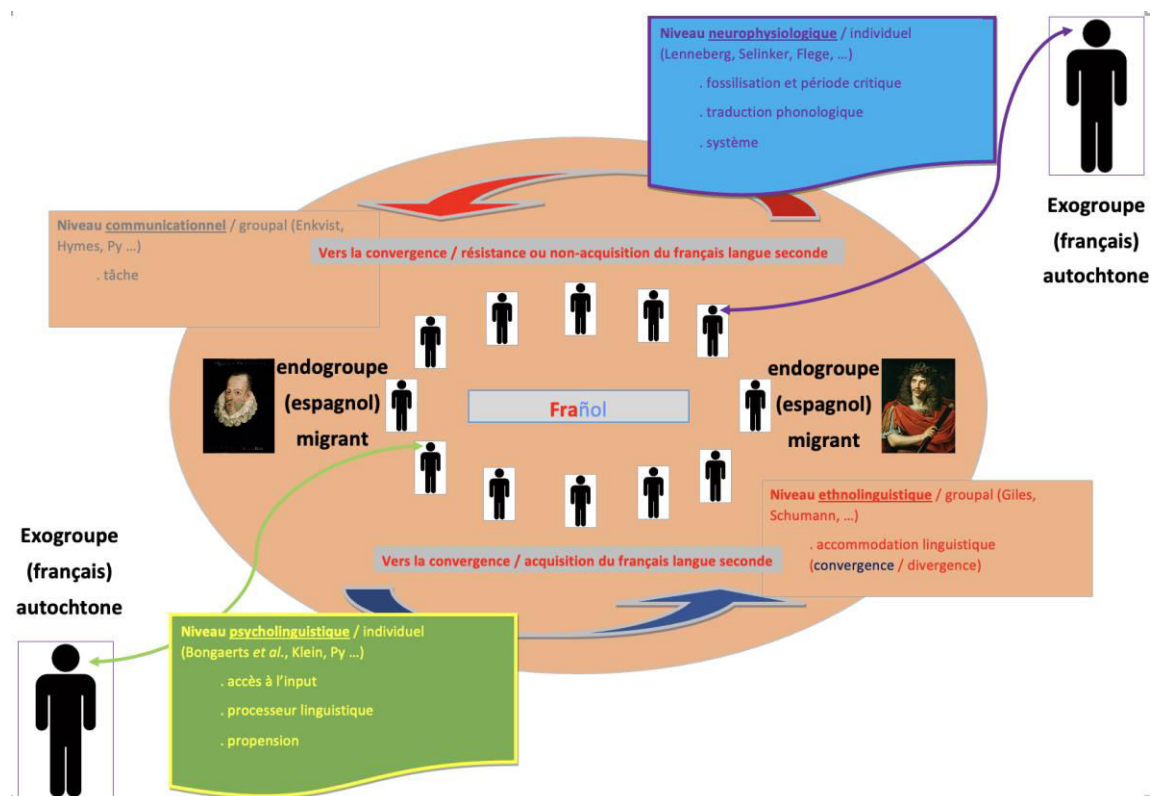 Niveau neurophysiologique / individuel
(Lenneberg, Selinker, Flege, ...)
. fossilisation et période critique
. traduction phonologique
. système
Exogroupe
(français)
autochtone
Niveau communicationnel / groupal (Enkvist,
Hymes, Py ...)
. tâche
Vers la convergence / résistance ou non-acquisition du français langue seconde
endogroupe
(espagnol)
migrant
Frañol
endogroupe
(espagnol)
migrant
Niveau ethnolinguistique / groupal (Giles,
Schumann, ...)
. accommodation linguistique
(convergence / divergence)
Vers la convergence / acquisition du français langue seconde
Exogroupe
(français)
autochtone
Niveau psycholinguistique / individuel
(Bongaerts et al., Klein, Py ...)
. accès à l'input
. processeur linguistique
. propension